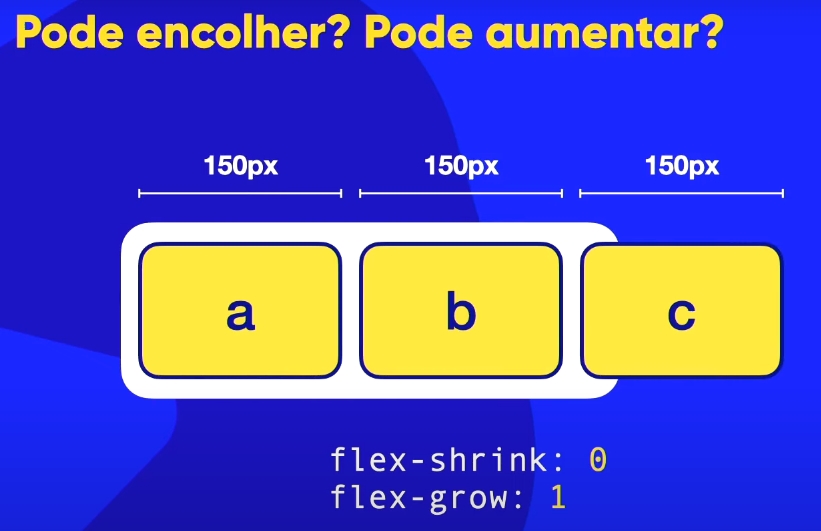 Pode encolher? Pode aumentar?
150px 150px 150px
a b c
flex-shrink: 0
flex-grow: 1